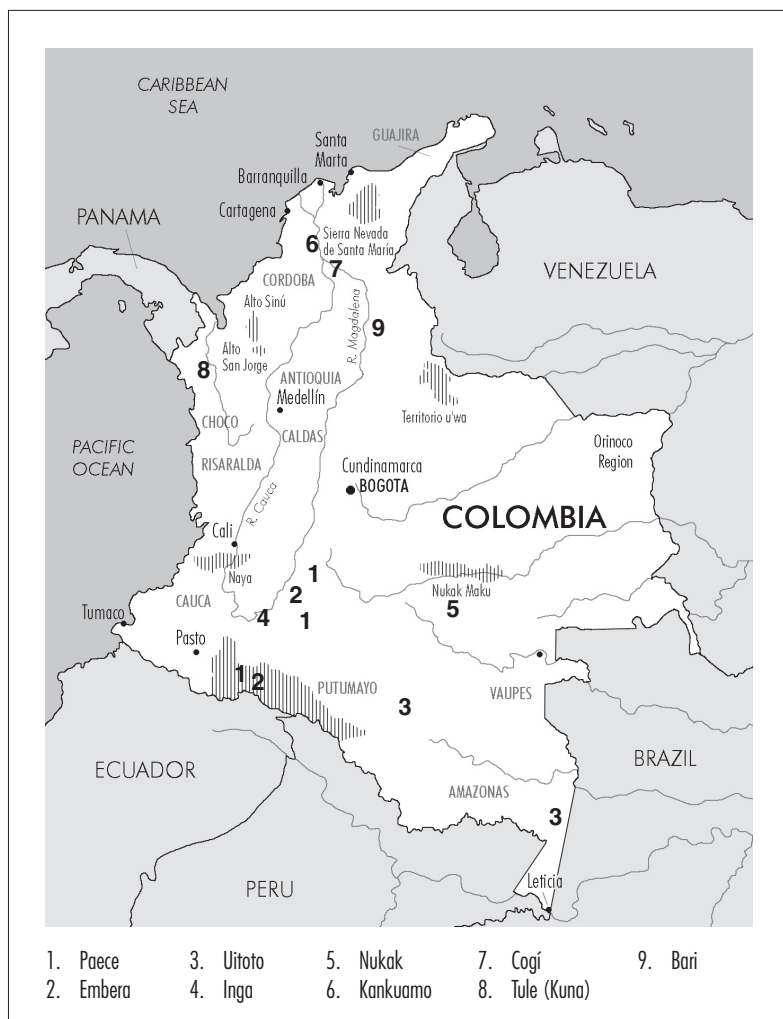 CARIBBEAN
SEA
Santa
Marta
GUAJIRA
Barranquilla
Cartagena
PANAMA
6
Sierra Nevada
de Santa María
7
VENEZUELA
CORDOBA
Alto Sinú
R. Magdalena
9
Alto
San Jorge
8
ANTIOQUIA
Medellín
Territorio u'wa
CHOCO
CALDAS
PACIFIC
OCEAN
Orinoco
Region
RISARALDA
Cundinamarca
BOGOTA
R. Cauca
COLOMBIA
Cali
Naya
1
Nukak Maku
2
5
CAUCA
4
1
Tumaco
Pasto
1
2
PUTUMAYO
3
VAUPES
ECUADOR
BRAZIL
AMAZONAS
3
PERU
Leticia
1. Paece 3. Uitoto 5. Nukak 7. Cogí 9. Bari
2. Embera 4. Inga 6. Kankuamo 8. Tule (Kuna)